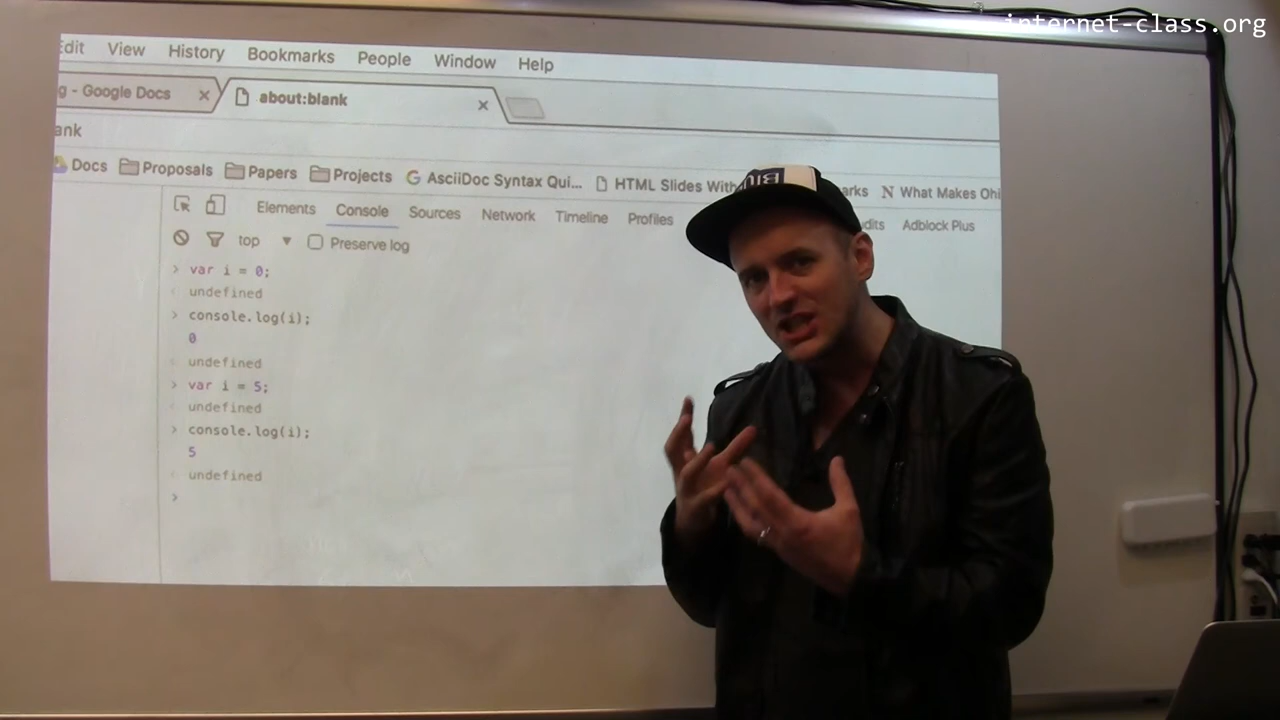 internet-class.org
Edit View History Bookmarks People Window Help
g - Google Docs × about:blank ×
ank
Docs Proposals Papers Projects AsciiDoc Syntax Qui... HTML Slides With arks What Makes Ohi
Elements Console Sources Network Timeline Profiles dits Adblock Plus
top Preserve log
> var i = 0;
< undefined
> console.log(i);
0
< undefined
> var i = 5;
< undefined
> console.log(i);
5
< undefined
>